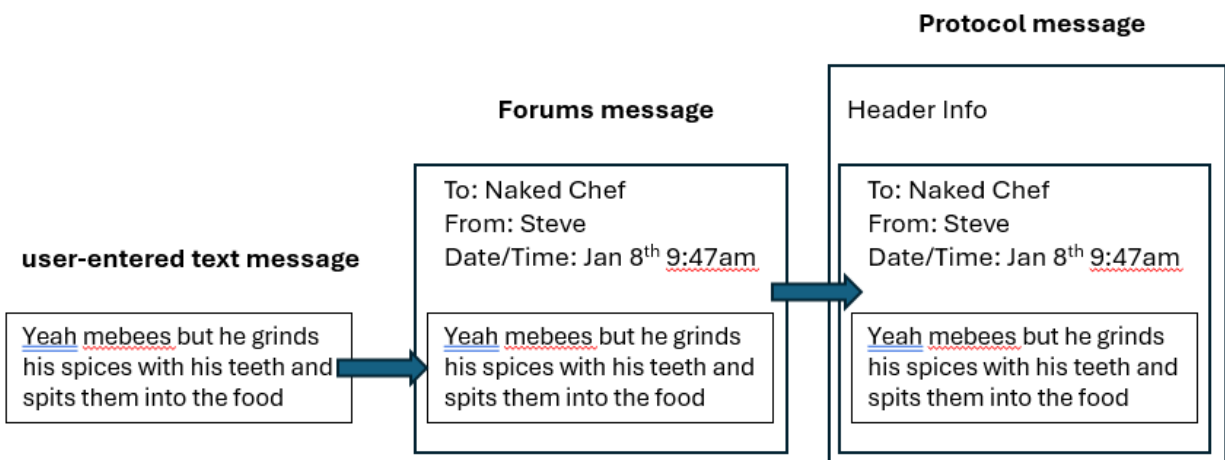 Protocol message
Forums message
Header Info
To: Naked Chef
From: Steve
Date/Time: Jan 8th 9:47am
To: Naked Chef
From: Steve
Date/Time: Jan 8th 9:47am
user-entered text message
Yeah mebees but he grinds
his spices with his teeth and
spits them into the food
Yeah mebees but he grinds
his spices with his teeth and
spits them into the food
Yeah mebees but he grinds
his spices with his teeth and
spits them into the food